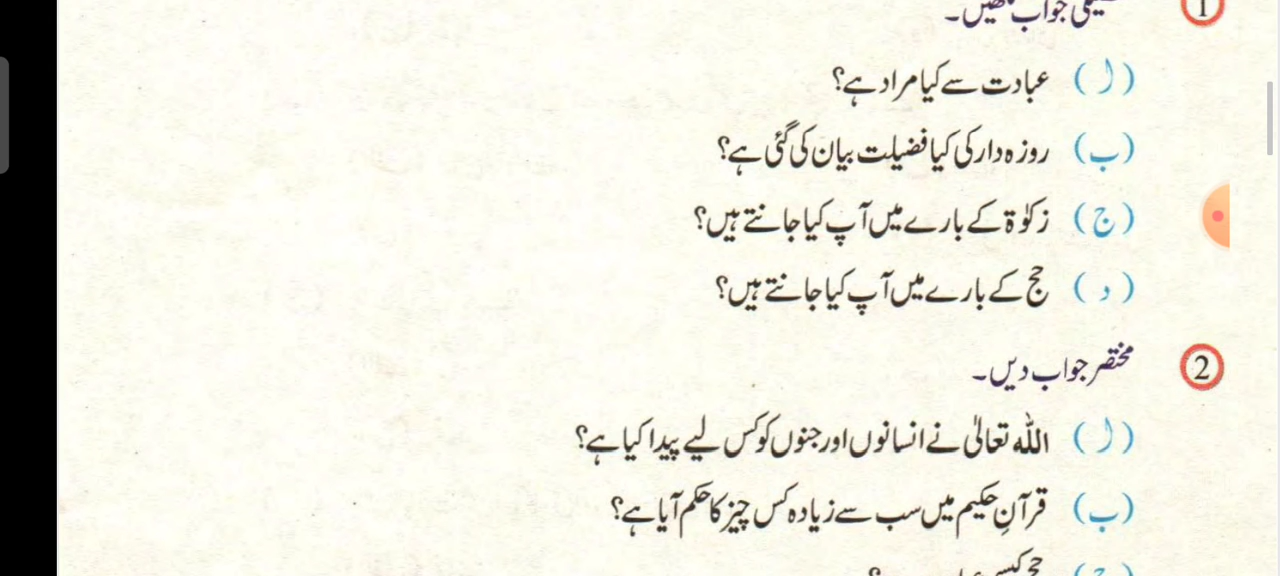 1 جواب لکھیں۔
(ا) عبادت سے کیا مراد ہے؟
(ب) روزہ دار کی کیا فضیلت بیان کی گئی ہے؟
(ج) زکوٰۃ کے بارے میں آپ کیا جانتے ہیں؟
(د) حج کے بارے میں آپ کیا جانتے ہیں؟
2 مختصر جواب دیں۔
(ا) اللہ تعالیٰ نے انسانوں اور جنوں کو کس لیے پیدا کیا ہے؟
(ب) قرآنِ حکیم میں سب سے زیادہ کس چیز کا حکم آیا ہے؟
(ج) حج